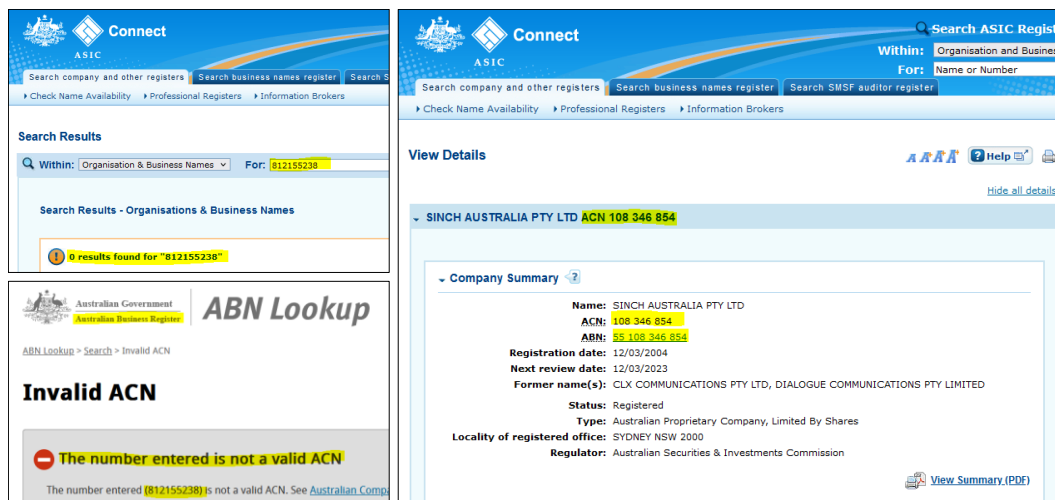 Connect
ASIC
Search company and other registers Search business names register Search S
Check Name Availability Professional Registers Information Brokers
Search Results
Within: Organisation & Business Names For: 812155238
Search Results - Organisations & Business Names
0 results found for "812155238"
Australian Government
Australian Business Register
ABN Lookup
ABN Lookup > Search > Invalid ACN
Invalid ACN
The number entered is not a valid ACN
The number entered (812155238) is not a valid ACN. See Australian Compa
Connect
ASIC
Search ASIC Regist
Within: Organisation and Busines
For: Name or Number
Search company and other registers Search business names register Search SMSF auditor register
Check Name Availability Professional Registers Information Brokers
View Details
A A A A Help
Hide all details
SINCH AUSTRALIA PTY LTD ACN 108 346 854
Company Summary ?
Name: SINCH AUSTRALIA PTY LTD
ACN: 108 346 854
ABN: 55 108 346 854
Registration date: 12/03/2004
Next review date: 12/03/2023
Former name(s): CLX COMMUNICATIONS PTY LTD, DIALOGUE COMMUNICATIONS PTY LIMITED
Status: Registered
Type: Australian Proprietary Company, Limited By Shares
Locality of registered office: SYDNEY NSW 2000
Regulator: Australian Securities & Investments Commission
View Summary (PDF)